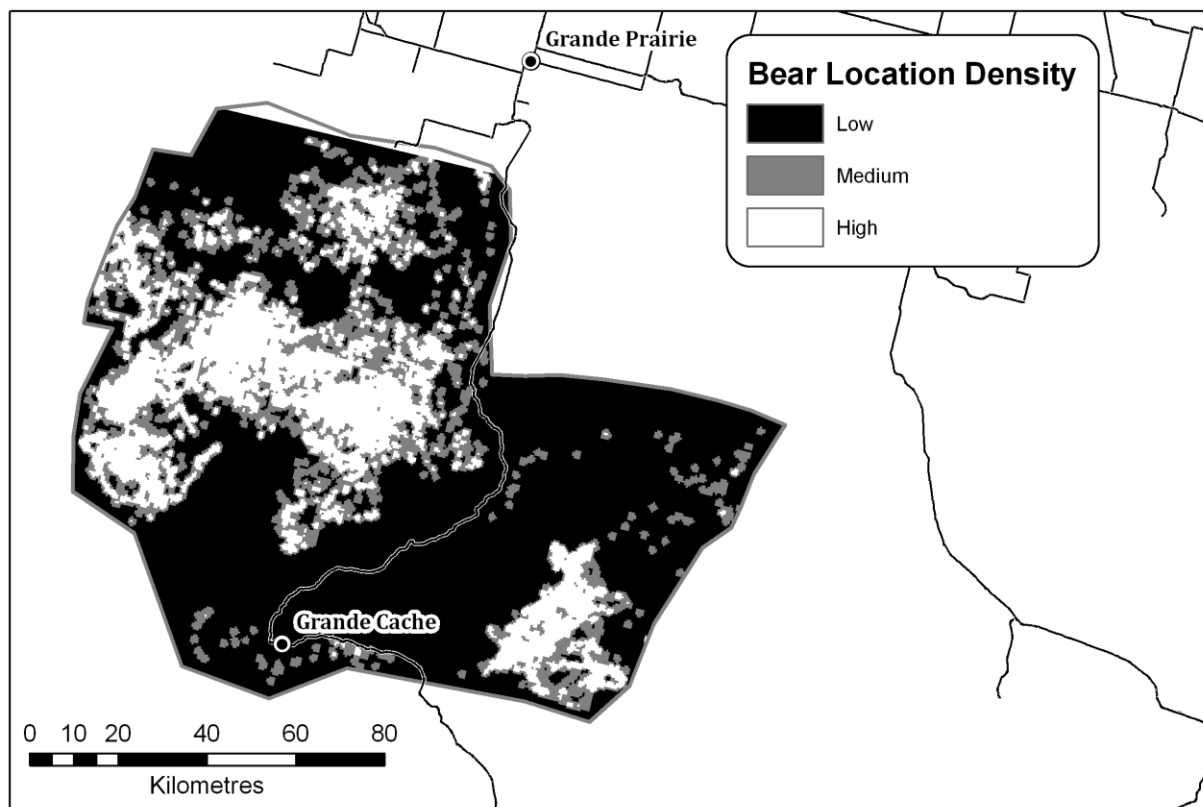 Grande Prairie
Bear Location Density
Low
Medium
High
Grande Cache
0 10 20 40 60 80
Kilometres